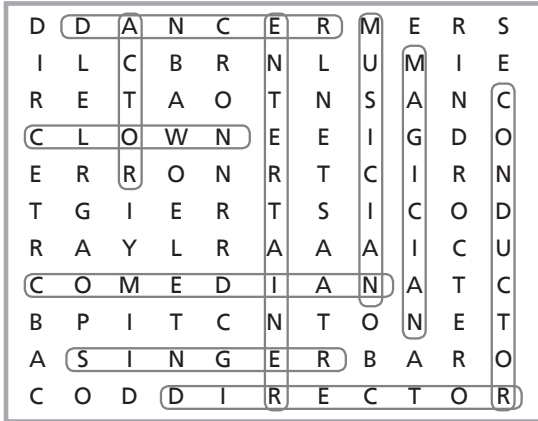 D D A N C E R M E R S
I L C B R N L U M I E
R E T A O T N S A N C
C L O W N E E I G D O
E R R O N R T C I R N
T G I E R T S I C O D
R A Y L R A A A I C U
C O M E D I A N A T C
B P I T C N T O N E T
A S I N G E R B A R O
C O D D I R E C T O R